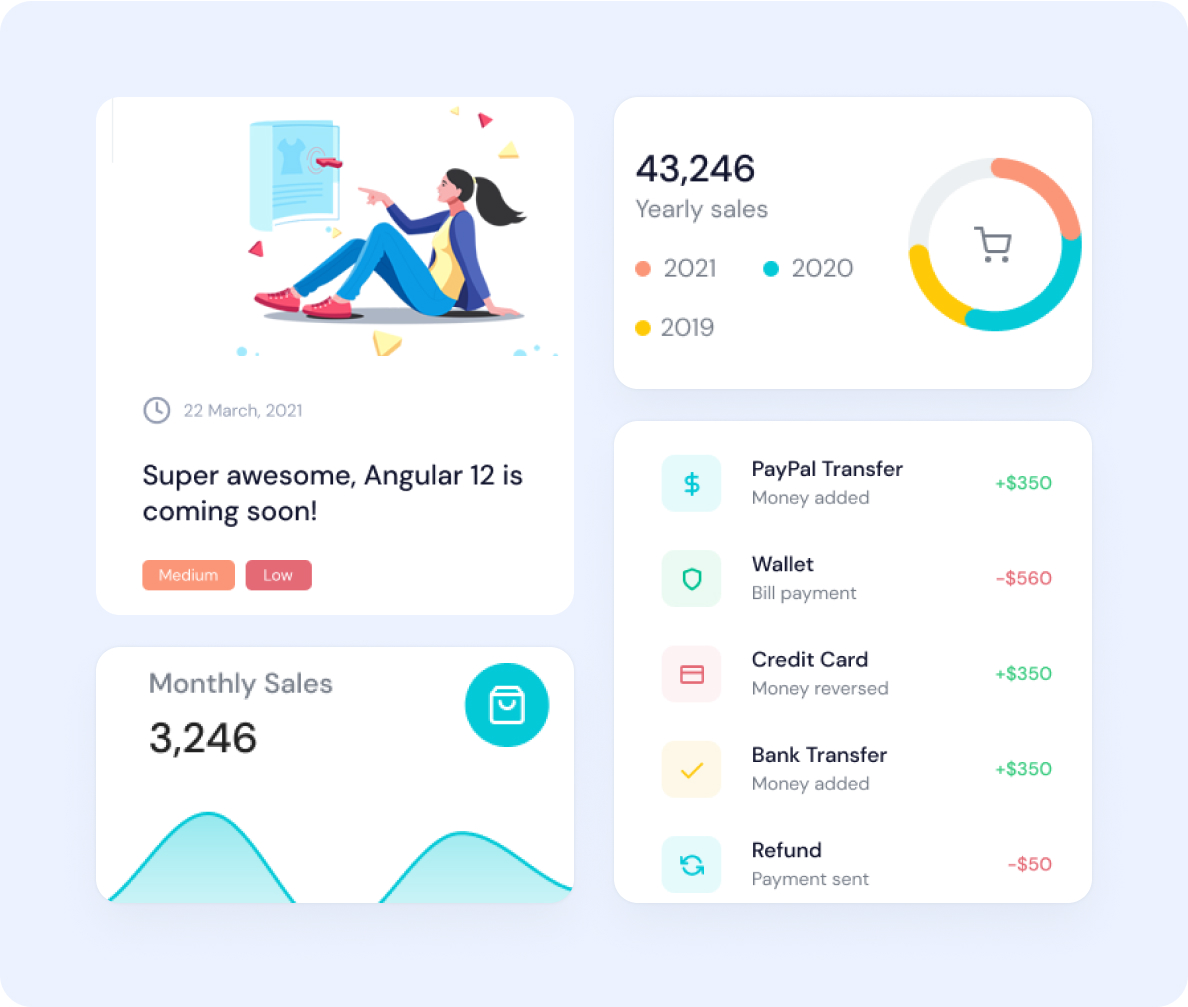 22 March, 2021
Super awesome, Angular 12 is
coming soon!
Medium Low
Monthly Sales
3,246
43,246
Yearly sales
2021 2020
2019
PayPal Transfer
Money added
+$350
Wallet
Bill payment
-$560
Credit Card
Money reversed
+$350
Bank Transfer
Money added
+$350
Refund
Payment sent
-$50